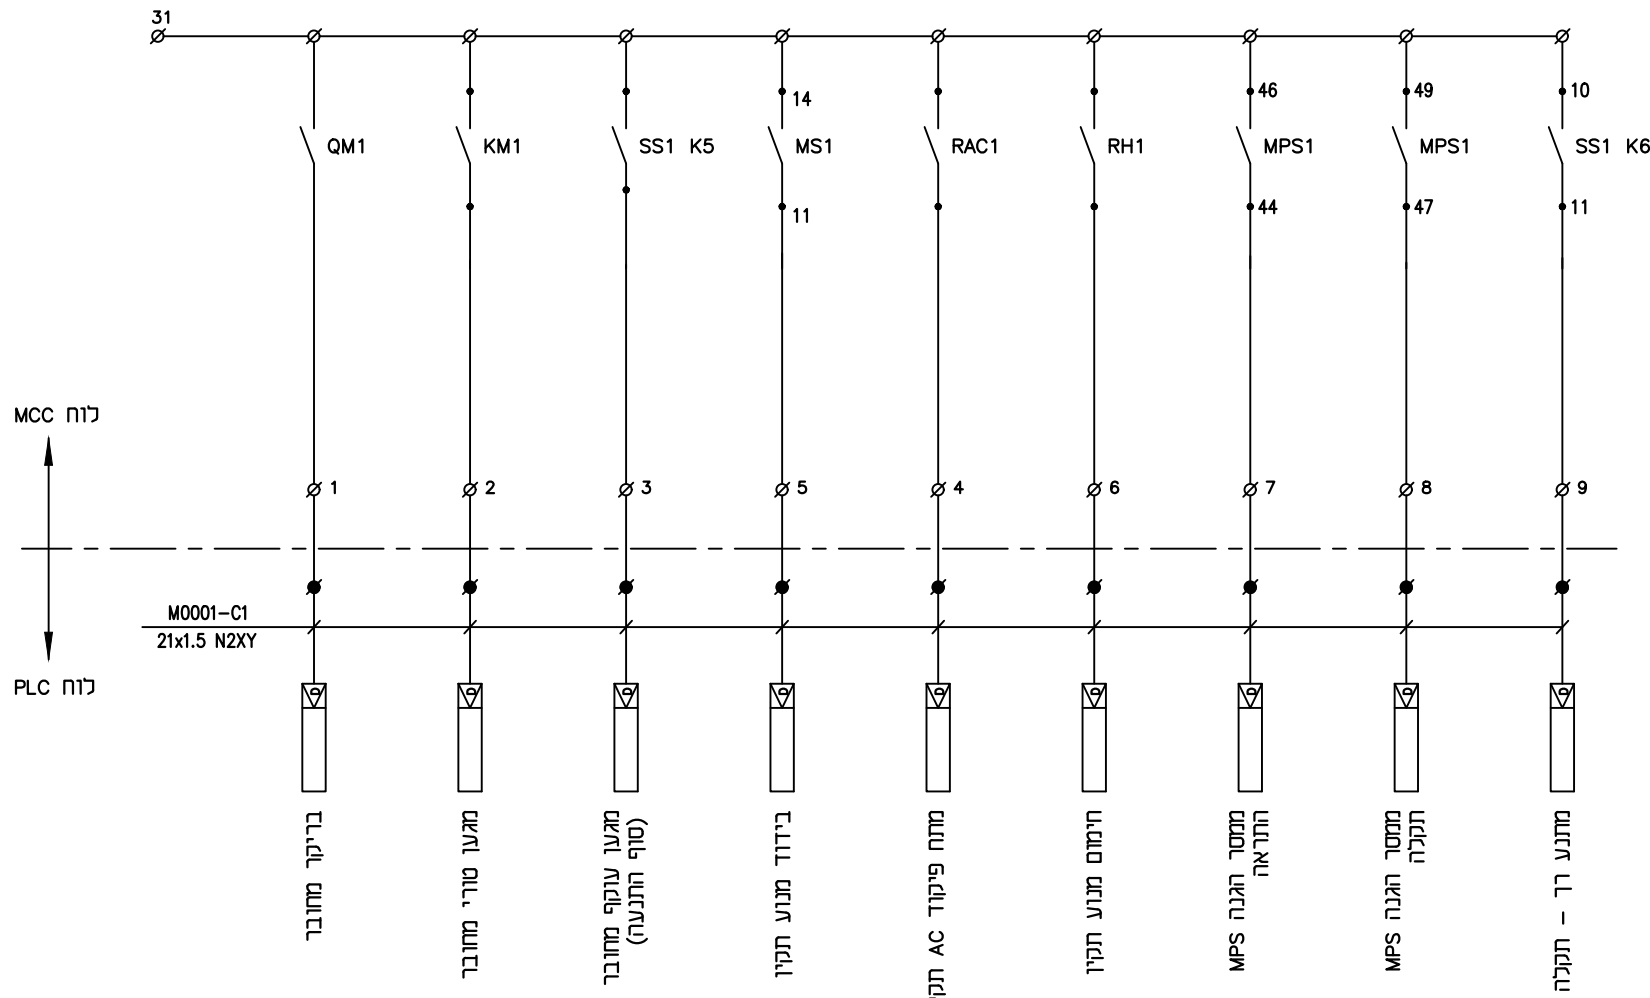 31
14
46
49
10
QM1
KM1
SS1 K5
MS1
RAC1
RH1
MPS1
MPS1
SS1 K6
11
44
47
11
לוח MCC
1
2
3
5
4
6
7
8
9
M0001-C1
21x1.5 N2XY
לוח PLC
D
D
D
D
D
D
D
D
D
בריקר מחובר
מגען טורי מחובר
מגען עוקף מחובר
(סוף התנעה)
בידוד מנוע תקין
מתח פיקוד AC תקי
חימום מנוע תקין
ממסר הגנה MPS
התראה
ממסר הגנה MPS
תקלה
מתנע רך - תקלה